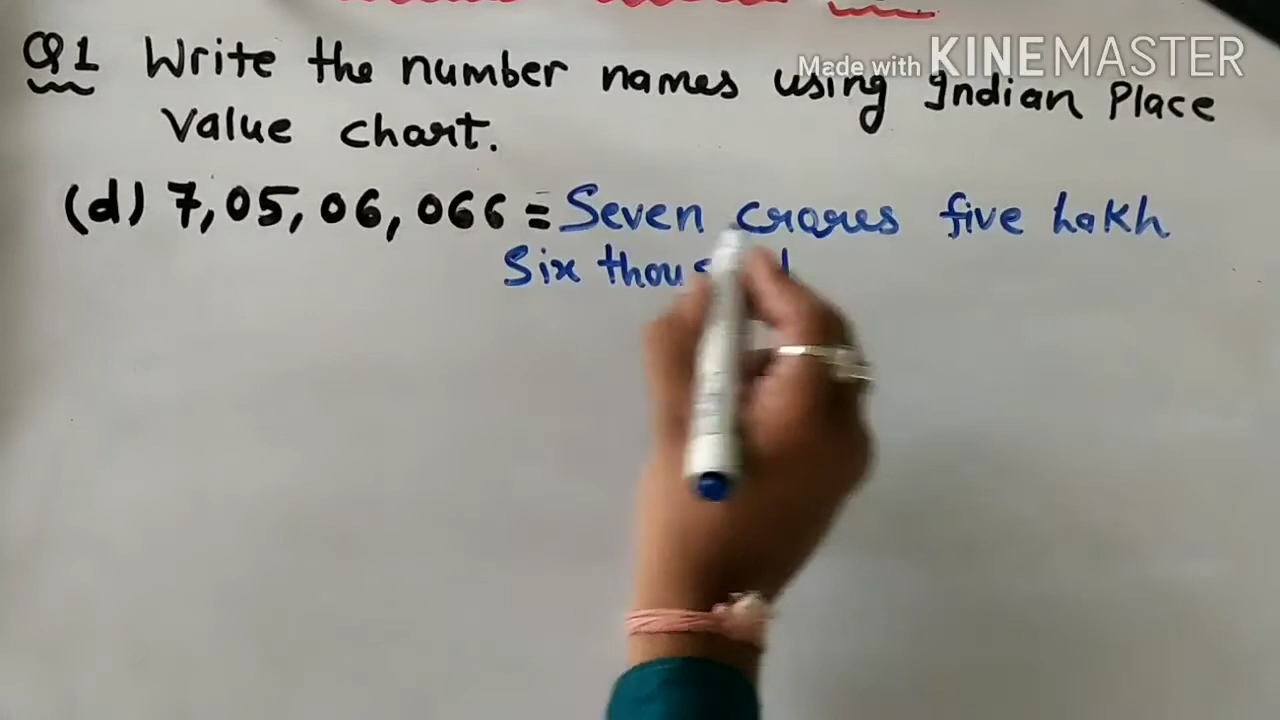 Q1 Write the number names using Indian Place
Made with KINEMASTER
Value chart.
(d) 7,05,06,066 = Seven crores five lakh
Six thousand